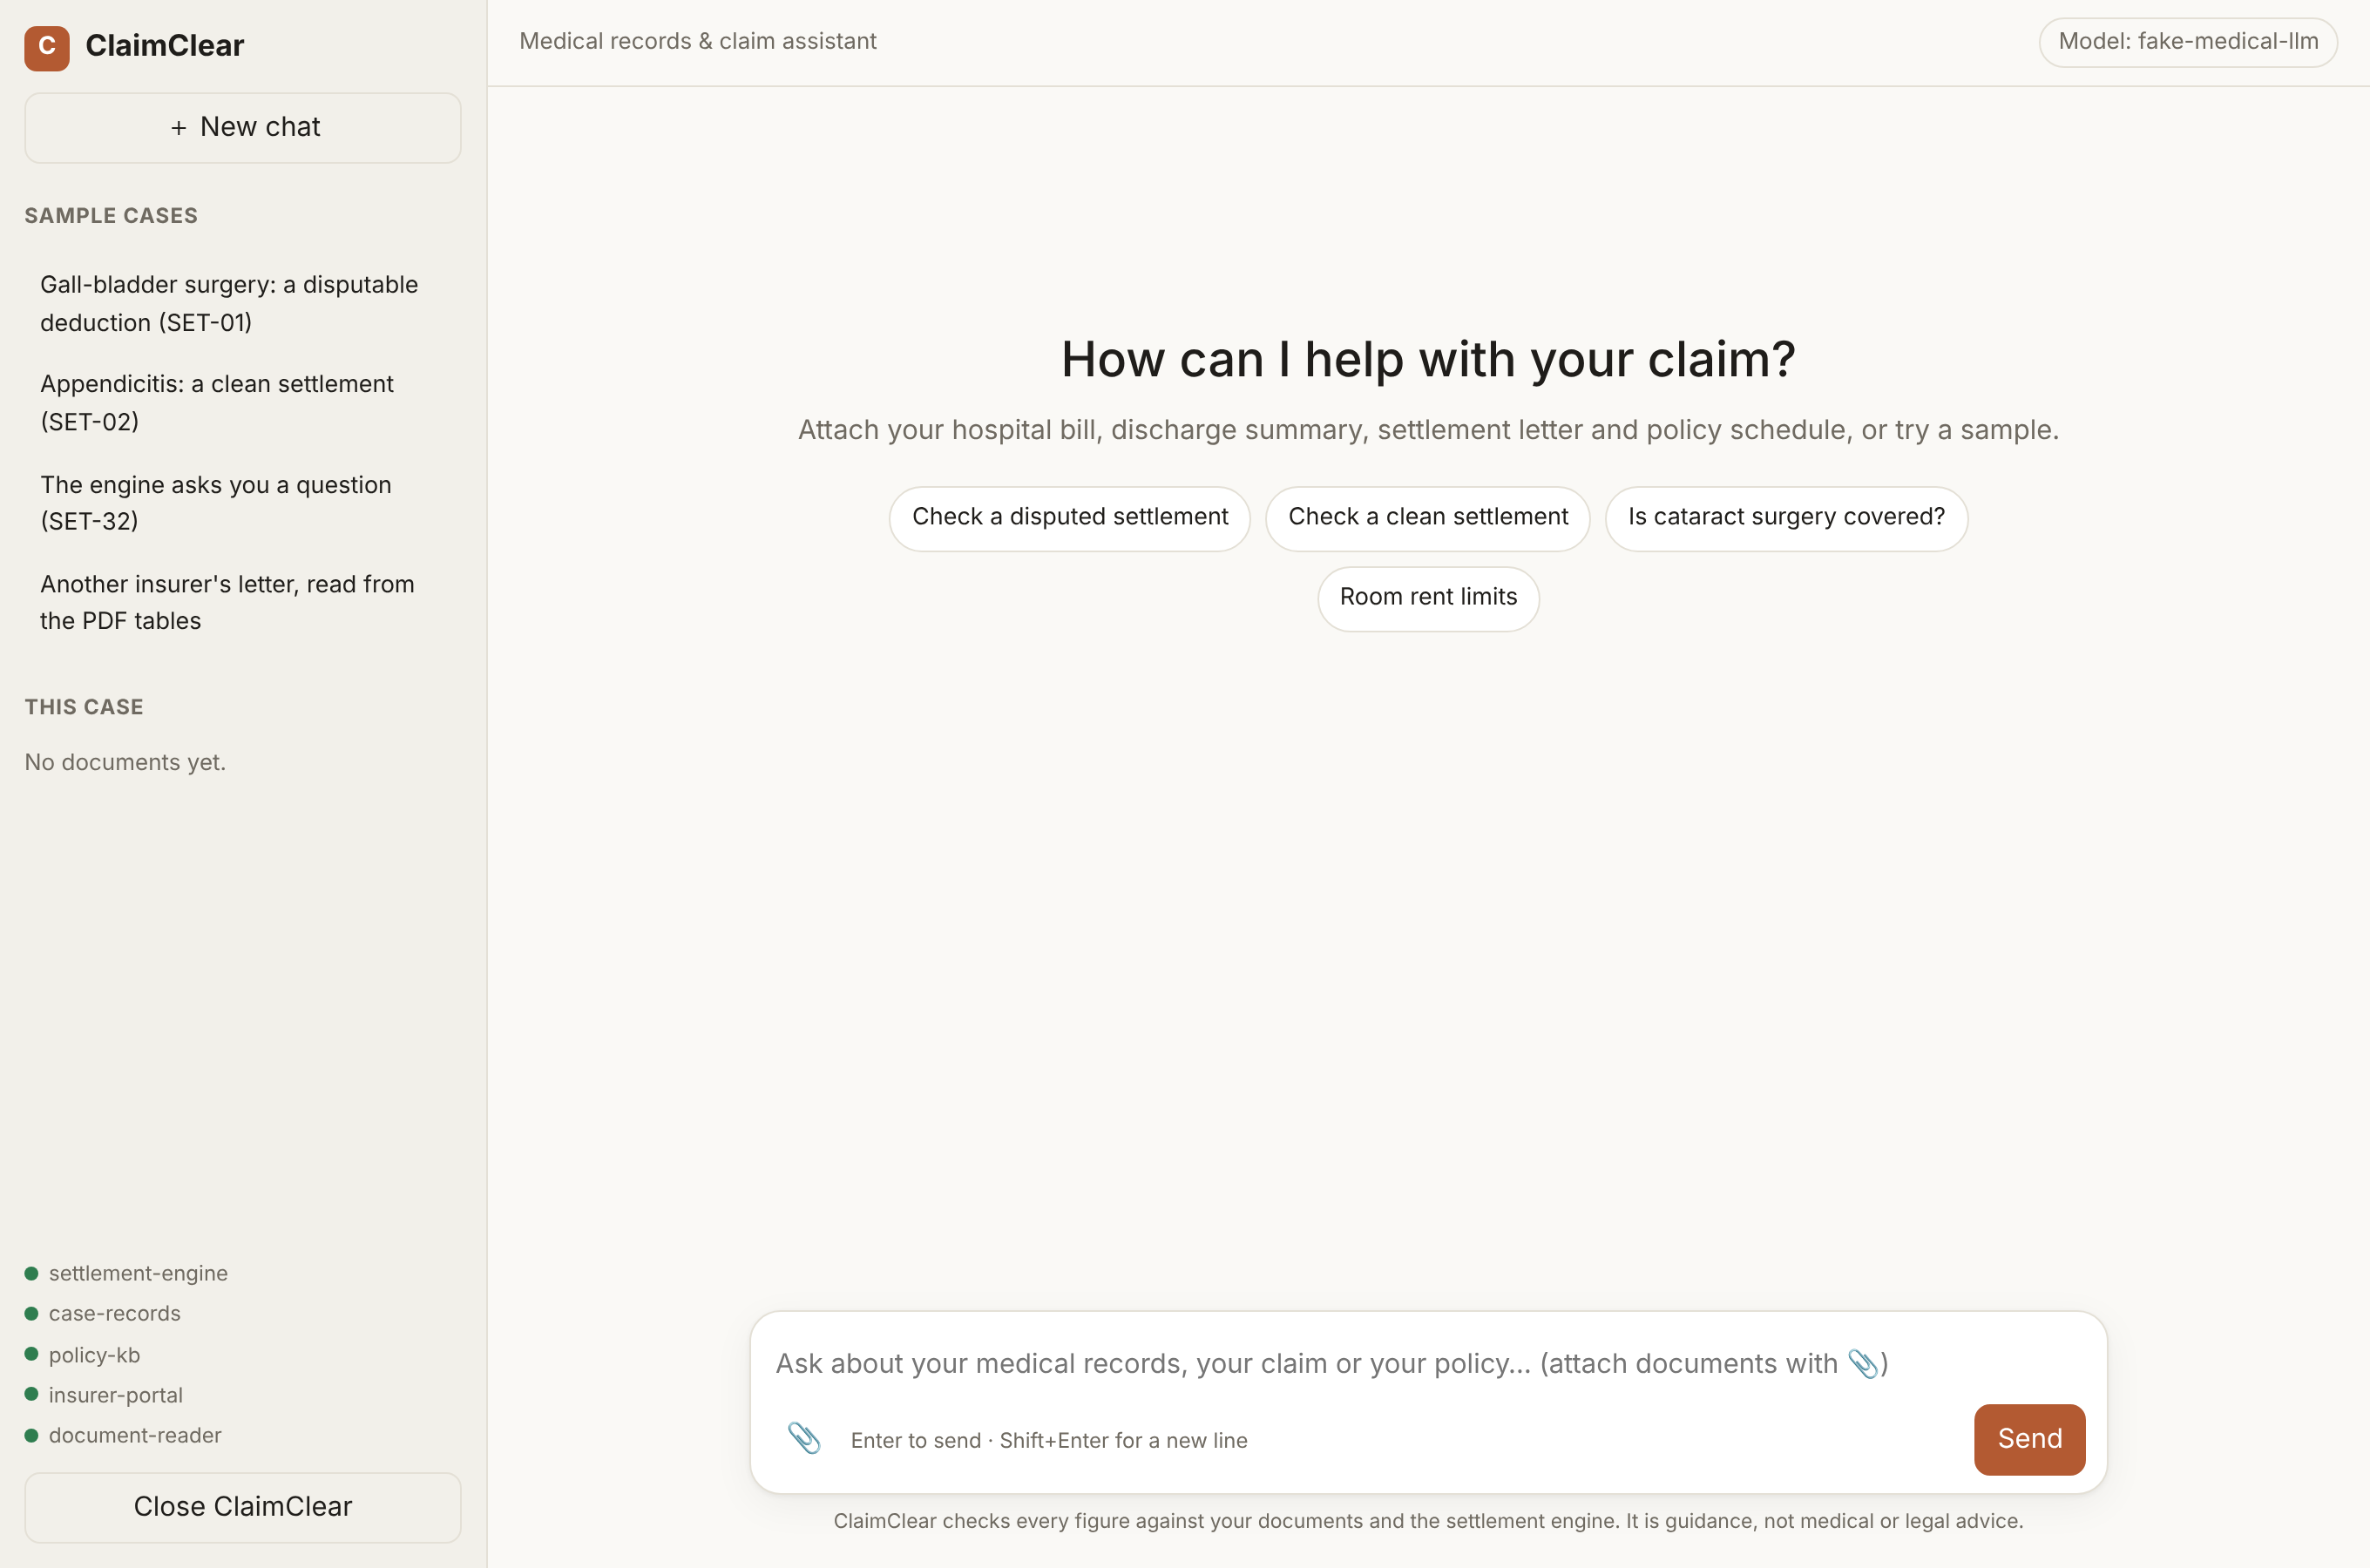 C ClaimClear
+ New chat
SAMPLE CASES
Gall-bladder surgery: a disputable
deduction (SET-01)
Appendicitis: a clean settlement
(SET-02)
The engine asks you a question
(SET-32)
Another insurer's letter, read from
the PDF tables
THIS CASE
No documents yet.
settlement-engine
case-records
policy-kb
insurer-portal
document-reader
Close ClaimClear
Medical records & claim assistant
Model: fake-medical-llm
How can I help with your claim?
Attach your hospital bill, discharge summary, settlement letter and policy schedule, or try a sample.
Check a disputed settlement
Check a clean settlement
Is cataract surgery covered?
Room rent limits
Ask about your medical records, your claim or your policy... (attach documents with 📎)
📎 Enter to send · Shift+Enter for a new line
Send
ClaimClear checks every figure against your documents and the settlement engine. It is guidance, not medical or legal advice.